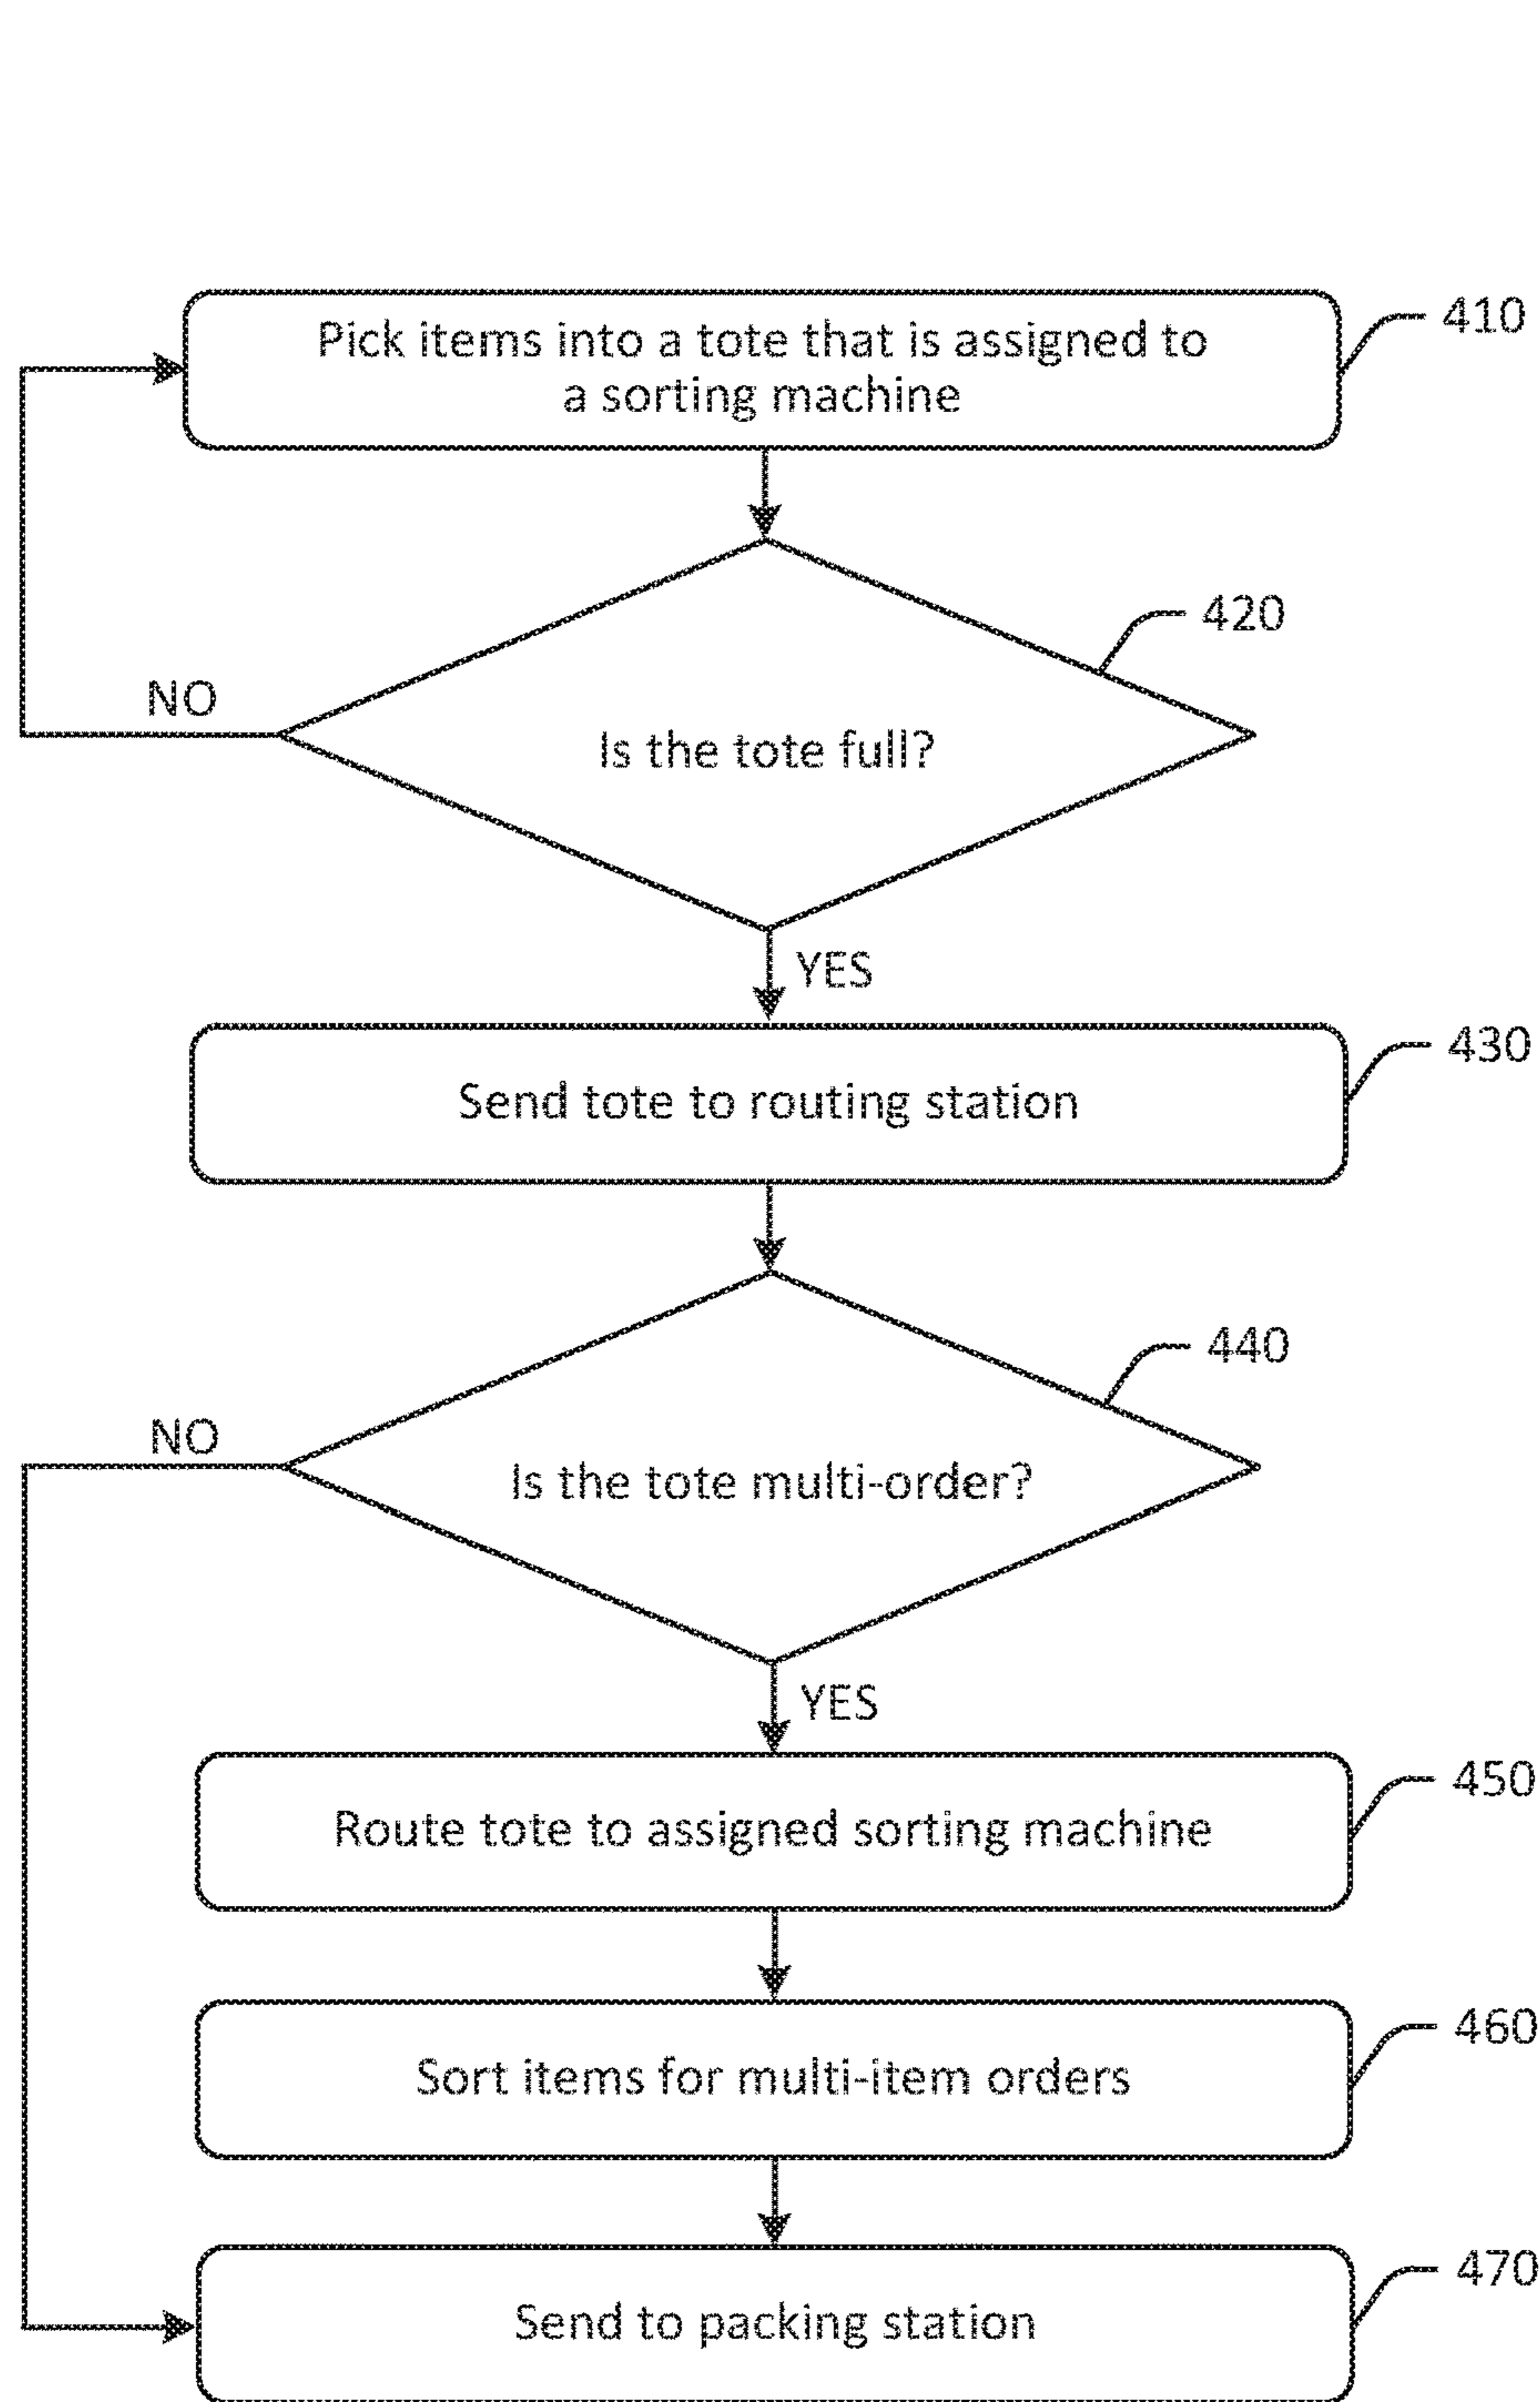 Pick items into a tote that is assigned to
a sorting machine
410
420
NO
Is the tote full?
YES
430
Send tote to routing station
440
NO
Is the tote multi-order?
YES
450
Route tote to assigned sorting machine
460
Sort items for multi-item orders
470
Send to packing station